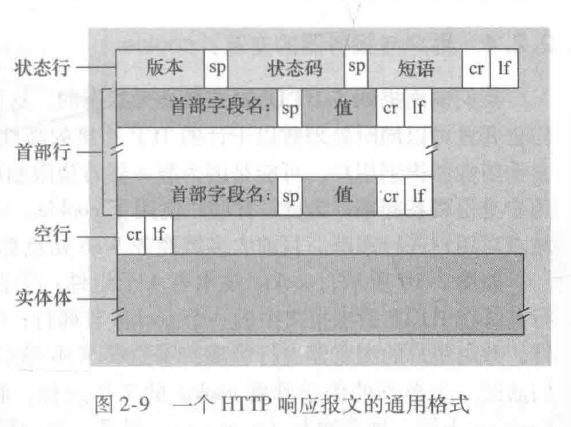 状态行 版本 sp 状态码 sp 短语 cr lf
首部字段名: sp 值 cr lf
首部行
首部字段名: sp 值 cr lf
空行 cr lf
实体体
图 2-9 一个 HTTP 响应报文的通用格式